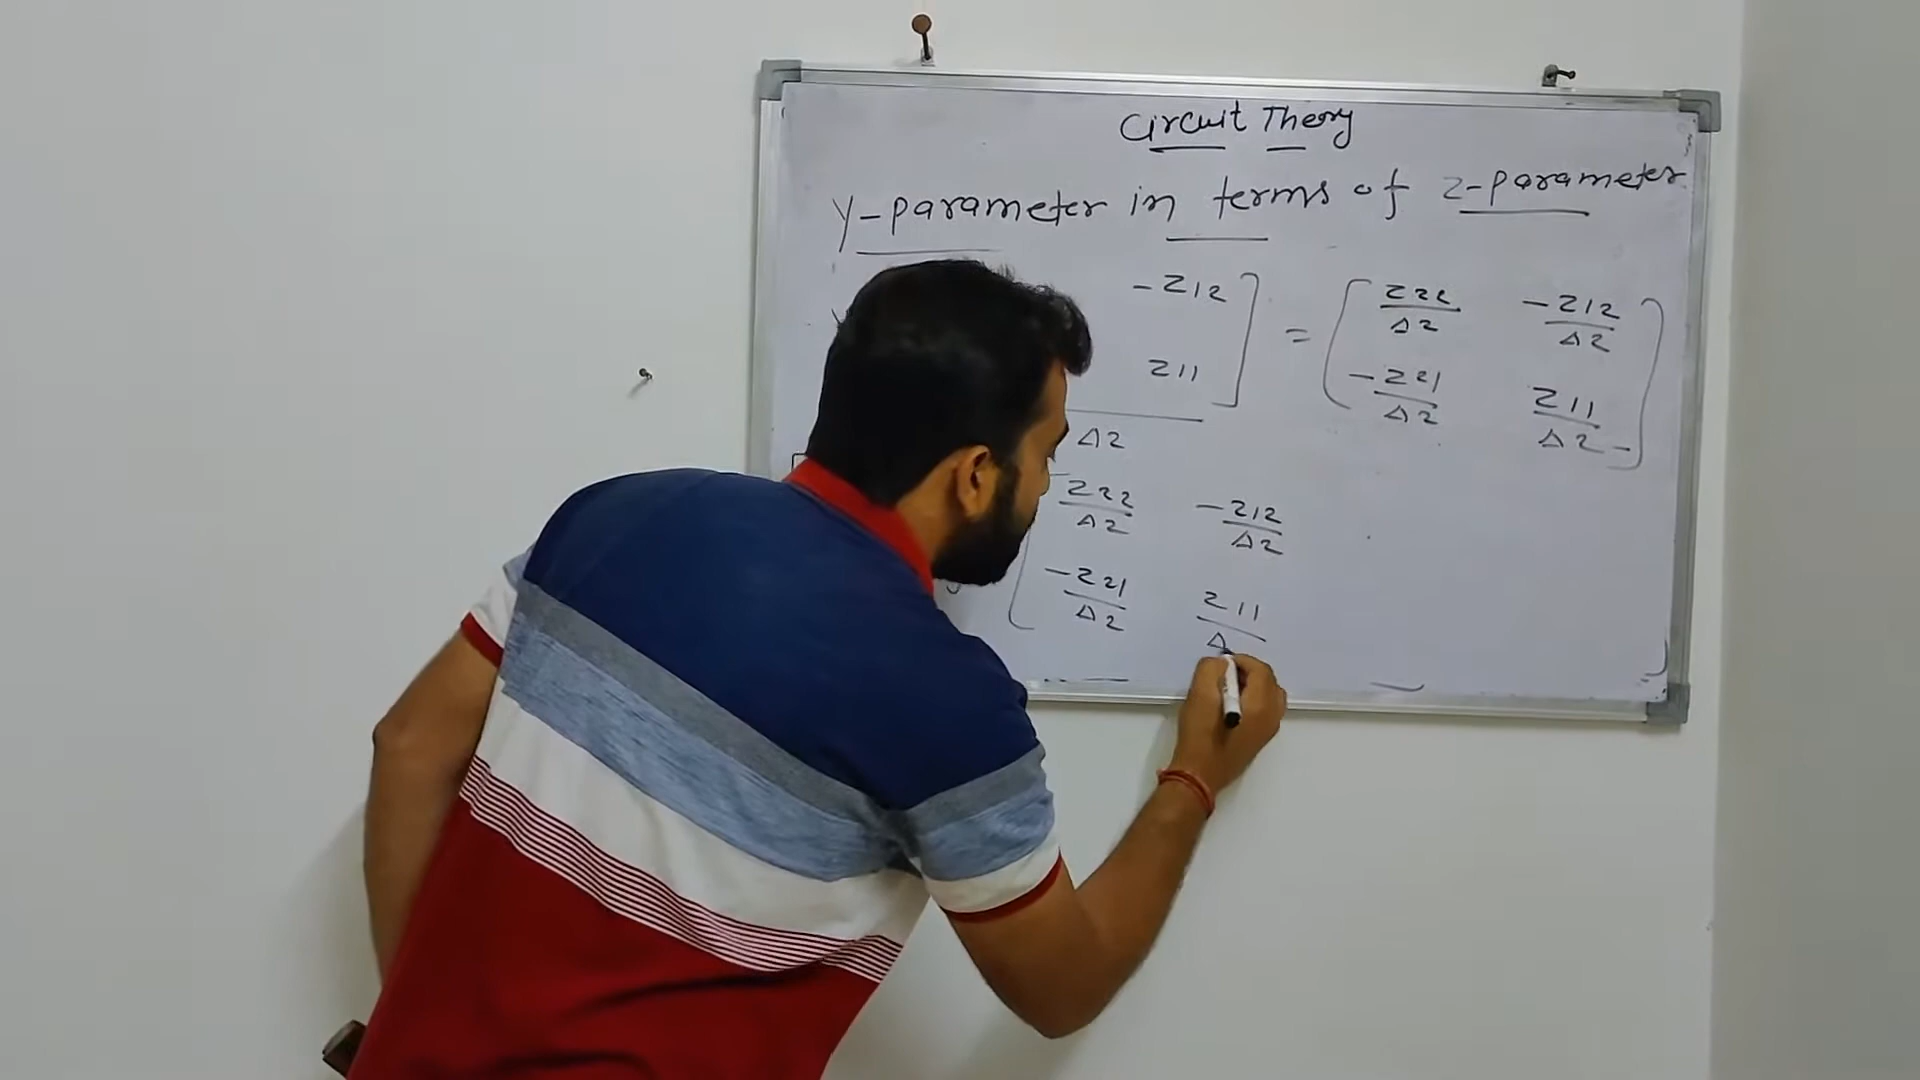 Circuit Theory
Y-parameter in terms of Z-parameter
-Z12 ] = [ Z22/ΔZ -Z12/ΔZ
Z11 ] -Z21/ΔZ Z11/ΔZ ]
ΔZ
Z22/ΔZ -Z12/ΔZ
[ -Z21/ΔZ Z11/Δ